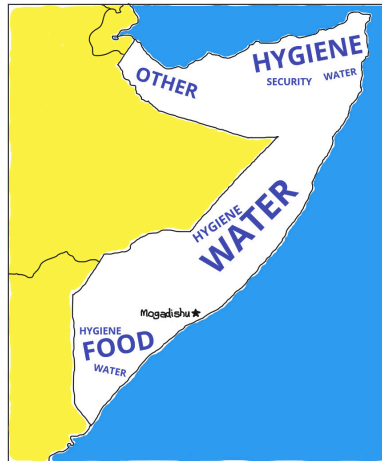 HYGIENE
OTHER
SECURITY WATER
HYGIENE
WATER
Mogadishu
HYGIENE
FOOD
WATER